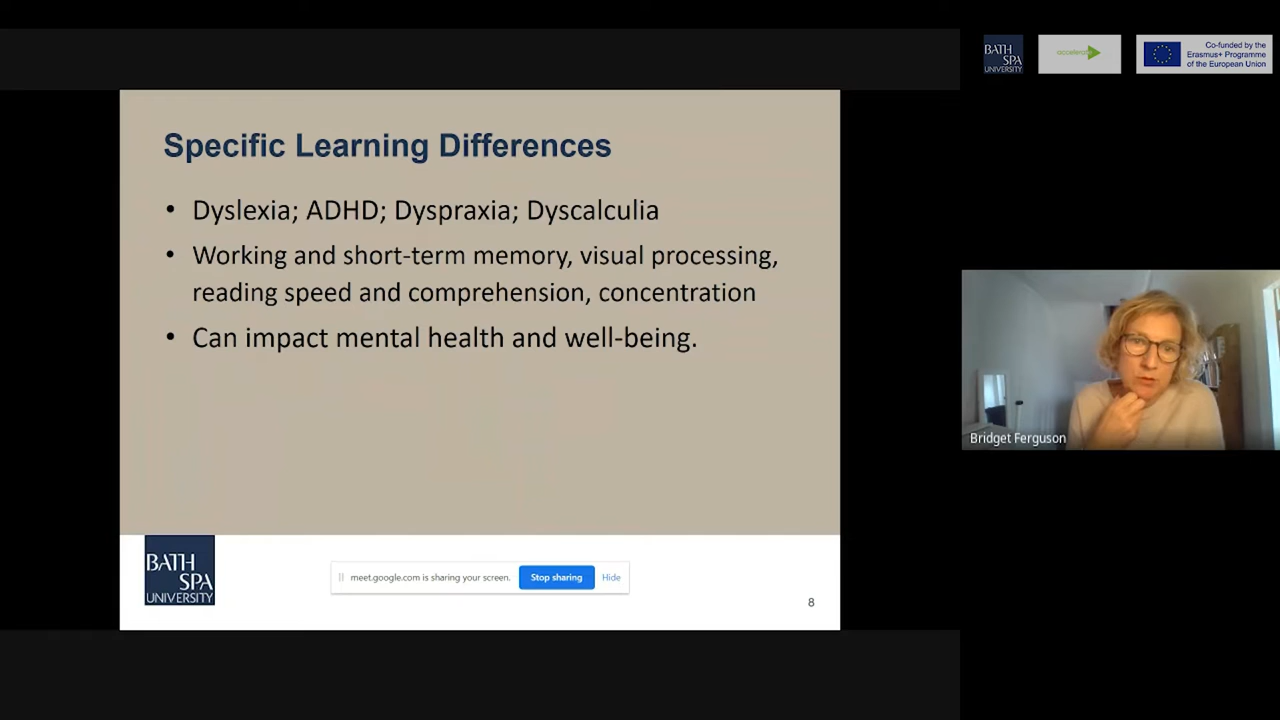 BATH
SPA
UNIVERSITY
accelerate
Co-funded by the
Erasmus+ Programme
of the European Union
Specific Learning Differences
• Dyslexia; ADHD; Dyspraxia; Dyscalculia
• Working and short-term memory, visual processing,
reading speed and comprehension, concentration
• Can impact mental health and well-being.
Bridget Ferguson
BATH
SPA
UNIVERSITY
meet.google.com is sharing your screen.
Stop sharing
Hide
8